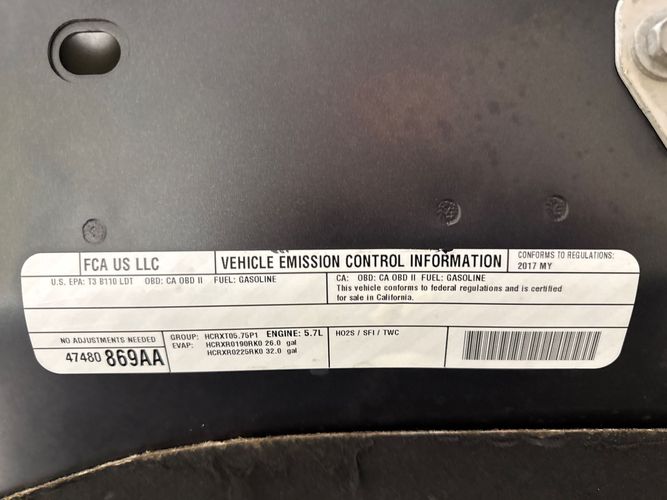 FCA US LLC
VEHICLE EMISSION CONTROL INFORMATION
CONFORMS TO REGULATIONS:
2017 MY
U.S. EPA: T3 B110 LDT OBD: CA OBD II FUEL: GASOLINE
CA: OBD: CA OBD II FUEL: GASOLINE
This vehicle conforms to federal regulations and is certified
for sale in California.
NO ADJUSTMENTS NEEDED
47480 869AA
GROUP: HCRXT05.75P1 ENGINE: 5.7L
EVAP: HCRXR0190RK0 26.0 gal
HCRXR0225RK0 32.0 gal
HO2S / SFI / TWC